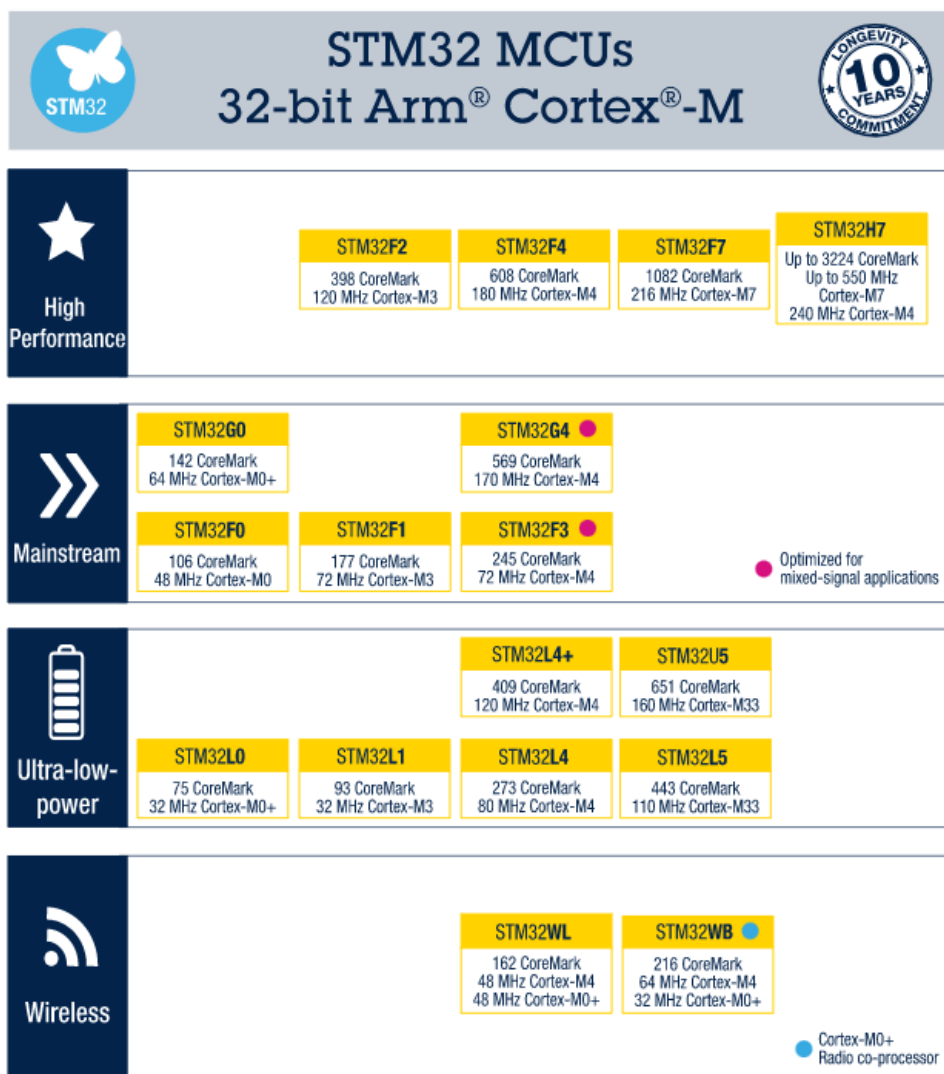 STM32
STM32 MCUs
32-bit Arm® Cortex®-M
LONGEVITY
10
YEARS
COMMITMENT
High
Performance
STM32F2
398 CoreMark
120 MHz Cortex-M3
STM32F4
608 CoreMark
180 MHz Cortex-M4
STM32F7
1082 CoreMark
216 MHz Cortex-M7
STM32H7
Up to 3224 CoreMark
Up to 550 MHz
Cortex-M7
240 MHz Cortex-M4
Mainstream
STM32G0
142 CoreMark
64 MHz Cortex-M0+
STM32G4
569 CoreMark
170 MHz Cortex-M4
STM32F0
106 CoreMark
48 MHz Cortex-M0
STM32F1
177 CoreMark
72 MHz Cortex-M3
STM32F3
245 CoreMark
72 MHz Cortex-M4
Optimized for
mixed-signal applications
Ultra-low-
power
STM32L4+
409 CoreMark
120 MHz Cortex-M4
STM32U5
651 CoreMark
160 MHz Cortex-M33
STM32L0
75 CoreMark
32 MHz Cortex-M0+
STM32L1
93 CoreMark
32 MHz Cortex-M3
STM32L4
273 CoreMark
80 MHz Cortex-M4
STM32L5
443 CoreMark
110 MHz Cortex-M33
Wireless
STM32WL
162 CoreMark
48 MHz Cortex-M4
48 MHz Cortex-M0+
STM32WB
216 CoreMark
64 MHz Cortex-M4
32 MHz Cortex-M0+
Cortex-M0+
Radio co-processor